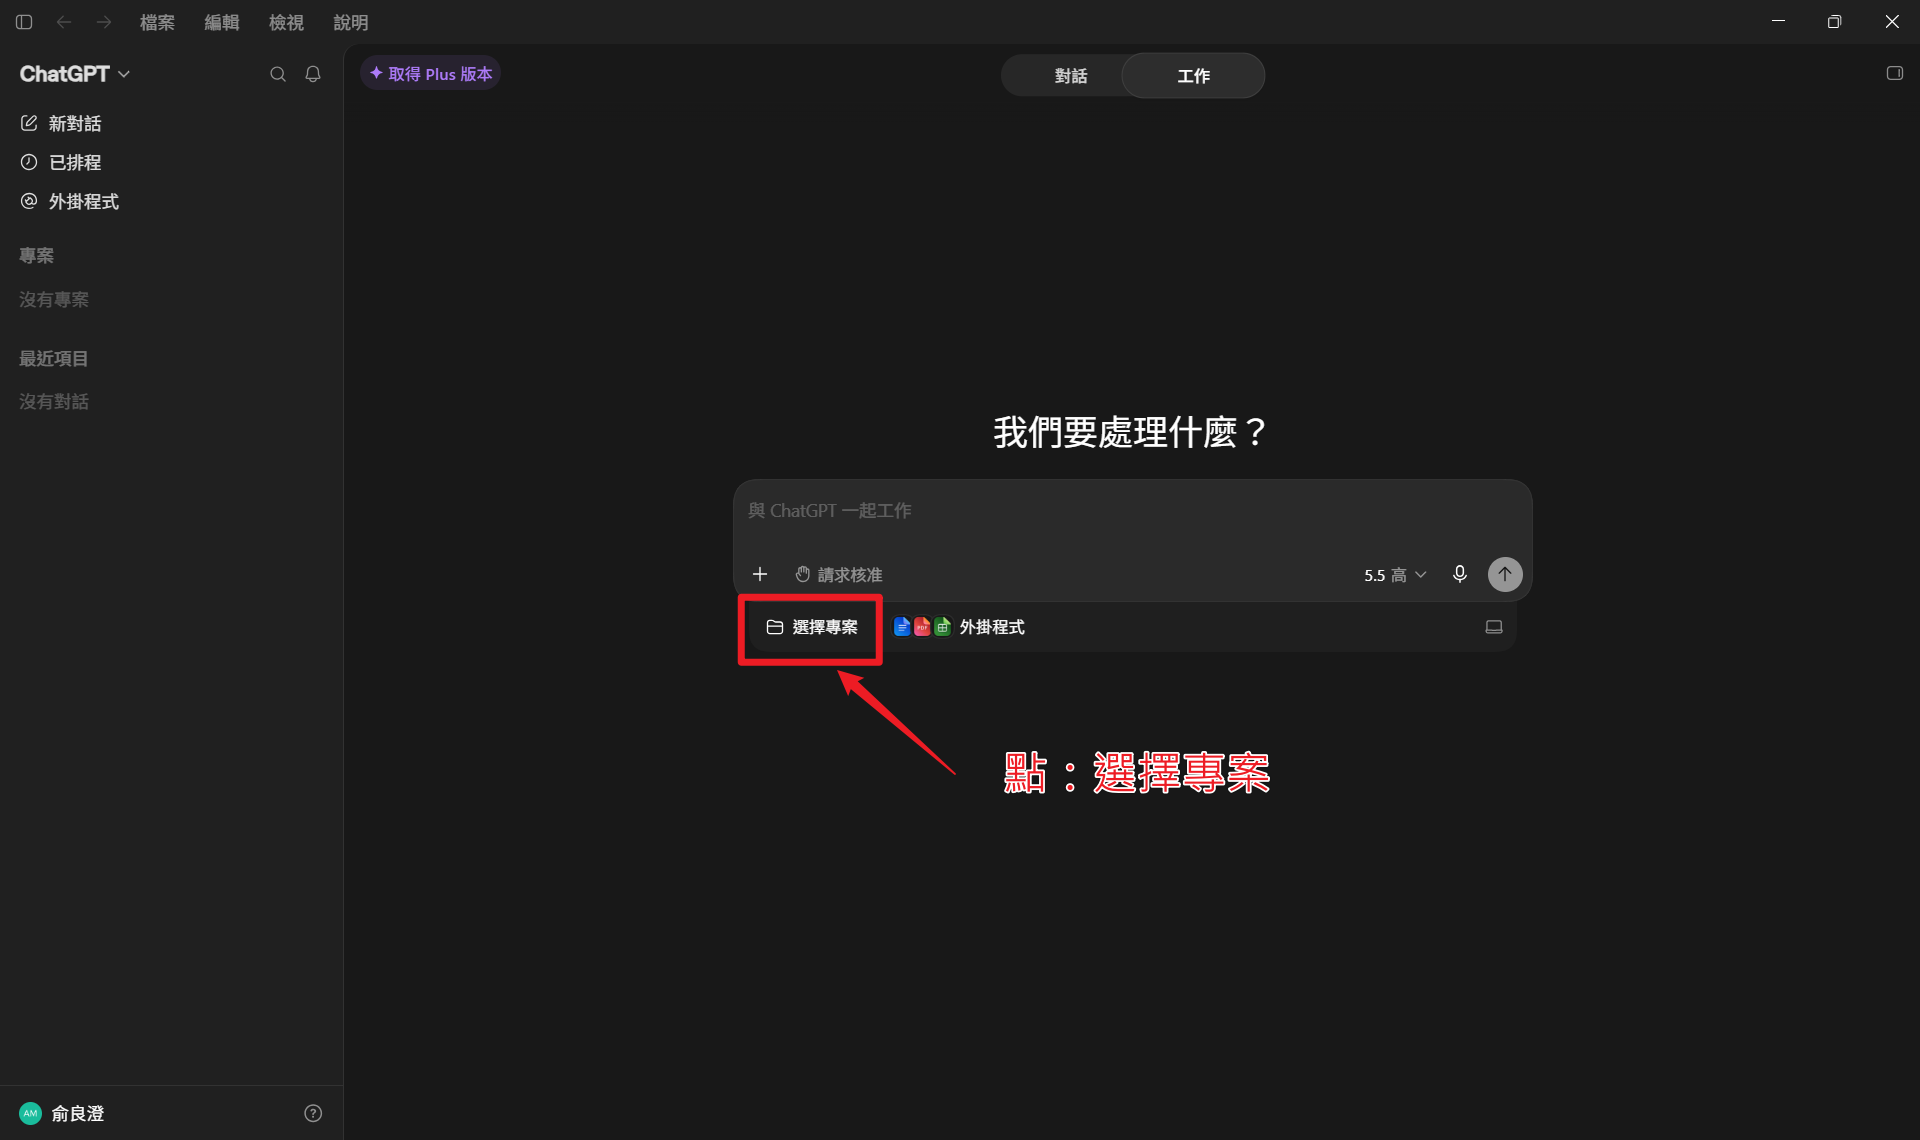 檔案 編輯 檢視 說明
ChatGPT
新對話
已排程
外掛程式
專案
沒有專案
最近項目
沒有對話
取得 Plus 版本
對話 工作
我們要處理什麼？
與 ChatGPT 一起工作
請求核准 5.5 高
選擇專案 PDF 外掛程式
點：選擇專案
AM 俞良澄